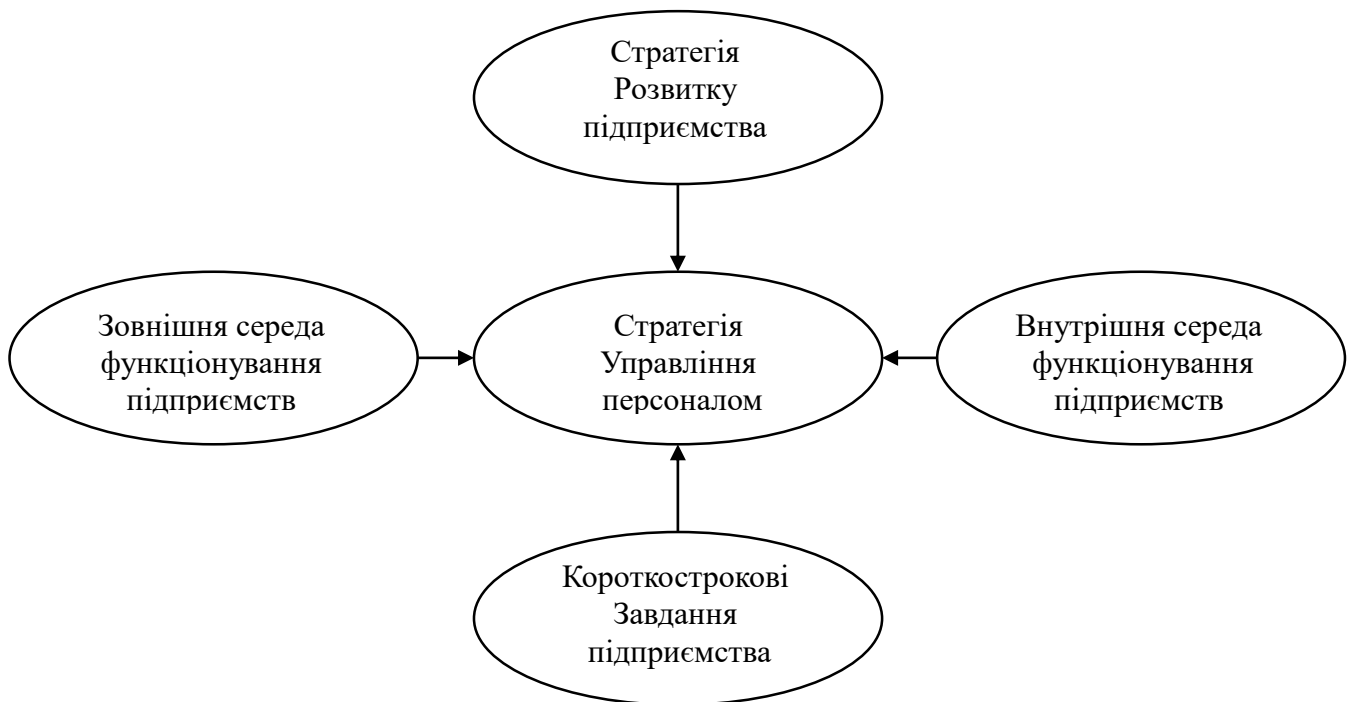 Стратегія
Розвитку
підприємства
Зовнішня середа
функціонування
підприємств
Стратегія
Управління
персоналом
Внутрішня середа
функціонування
підприємств
Короткострокові
Завдання
підприємства